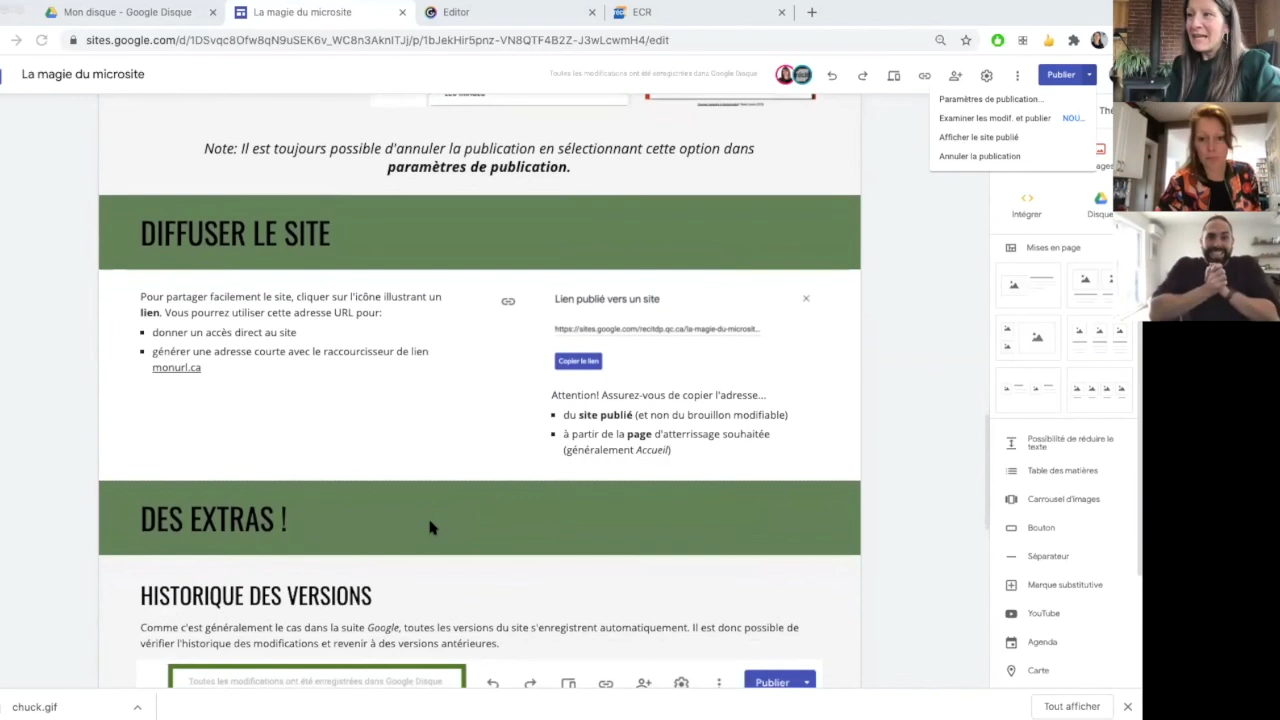 Mon disque - Google Disque
La magie du microsite
Editor
ECR
sites.google.com/d/1DSvqc8Ofw8qN9uSEK6v_WC8n3AknITJj/p/1bJekHirSpnz-VA8QTF4B2Z-J3wLcwmH4/edit
La magie du microsite
Toutes les modifications ont été enregistrées dans Google Disque
Publier
Paramètres de publication...
Examiner les modif. et publier NOU...
Afficher le site publié
Annuler la publication
Note: Il est toujours possible d'annuler la publication en sélectionnant cette option dans
paramètres de publication.
DIFFUSER LE SITE
Pour partager facilement le site, cliquer sur l'icône illustrant un
lien. Vous pourrez utiliser cette adresse URL pour:
▪ donner un accès direct au site
▪ générer une adresse courte avec le raccourcisseur de lien
monurl.ca
Lien publié vers un site
https://sites.google.com/recitdp.qc.ca/la-magie-du-microsit...
Copier le lien
Attention! Assurez-vous de copier l'adresse...
▪ du site publié (et non du brouillon modifiable)
▪ à partir de la page d'atterrissage souhaitée
(généralement Accueil)
DES EXTRAS !
HISTORIQUE DES VERSIONS
Comme c'est généralement le cas dans la suite Google, toutes les versions du site s'enregistrent automatiquement. Il est donc possible de
vérifier l'historique des modifications et revenir à des versions antérieures.
Toutes les modifications ont été enregistrées dans Google Disque
Publier
Thé
ages
Intégrer
Disque
Mises en page
Possibilité de réduire le
texte
Table des matières
Carrousel d'images
Bouton
Séparateur
Marque substitutive
YouTube
Agenda
Carte
chuck.gif
Tout afficher